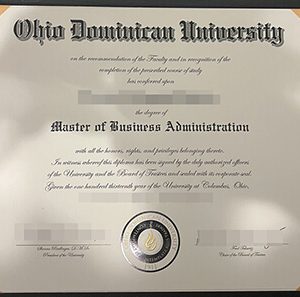 Ohio Dominican University
on the recommendation of the Faculty and in recognition of the
completion of the prescribed course of study
has conferred upon
the degree of
Master of Business Administration
with all the honors, rights, and privileges belonging thereto.
In witness whereof this diploma has been signed by the duly authorized officers
of the University and the Board of Trustees and sealed with its corporate seal.
Given the one hundred thirteenth year of the University at Columbus, Ohio.
President of the University
Chair of the Board of Trustees
1911